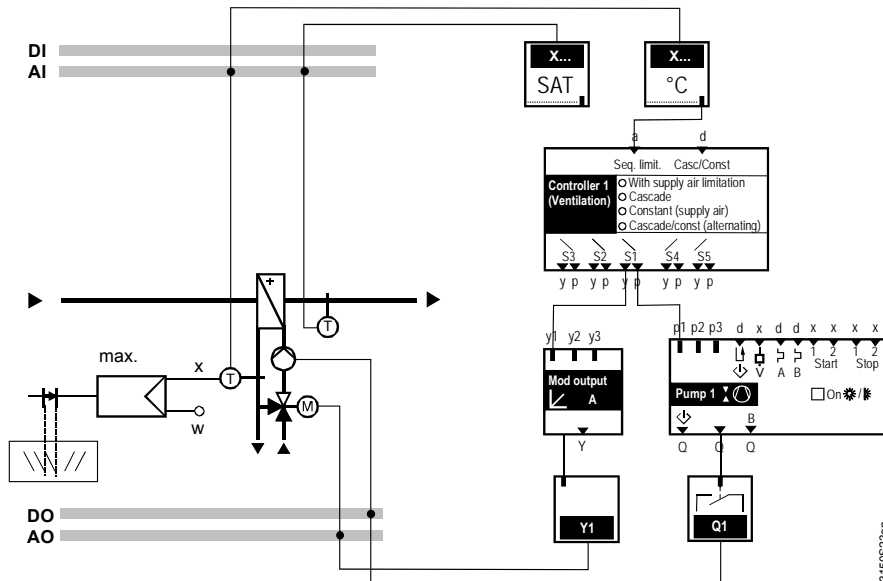 DI
AI
X...
SAT
X...
°C
a d
Seq. limit. Casc/Const
Controller 1
(Ventilation)
With supply air limitation
Cascade
Constant (supply air)
Cascade/const (alternating)
S3 S2 S1 S4 S5
y p y p y p y p y p
+
T
max.
x
T
w
M
y1 y2 y3
Mod output
A
Y
p1 p2 p3 d x d d x x x x
V A B
1 2 1 2
Start Stop
Pump 1
On /
B
Q Q Q
Y1
Q1
DO
AO